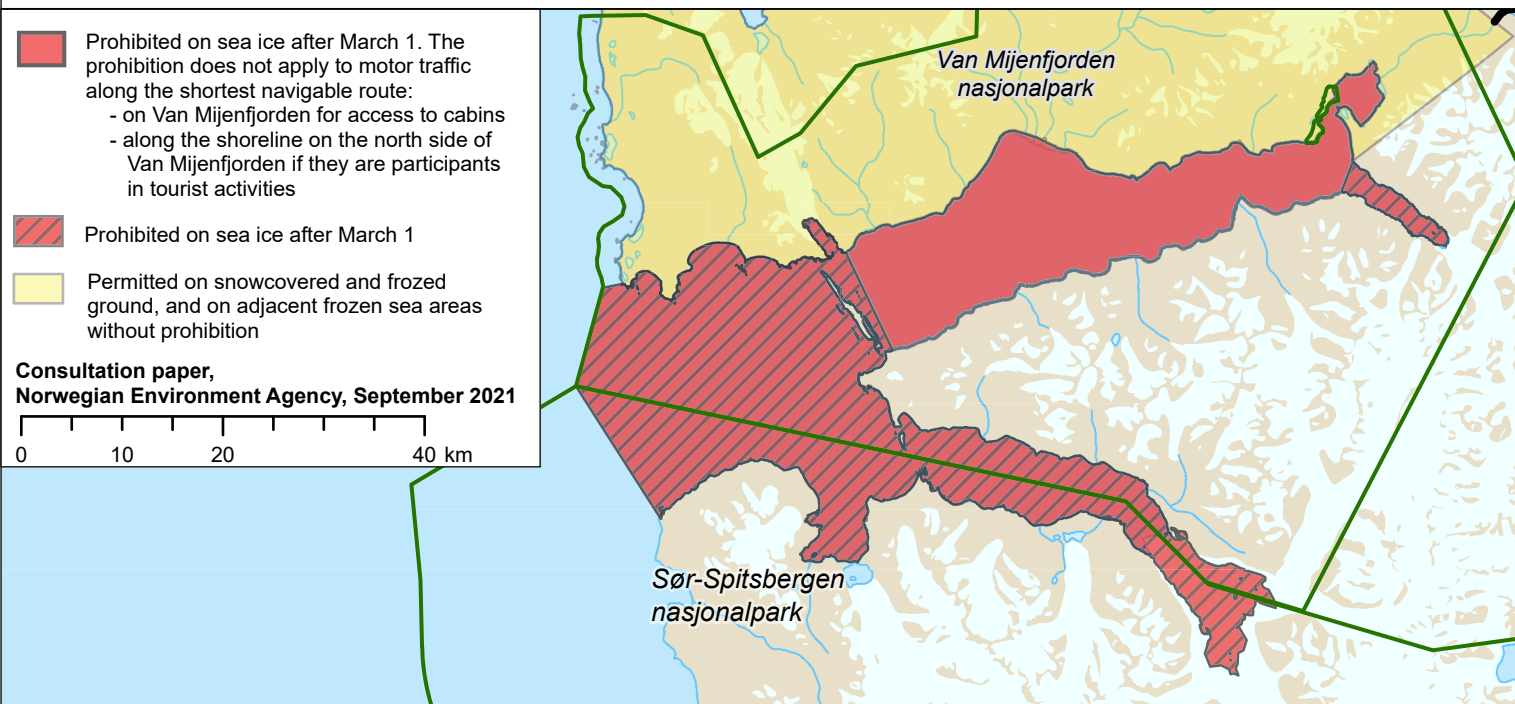 Prohibited on sea ice after March 1. The
prohibition does not apply to motor traffic
along the shortest navigable route:
- on Van Mijenfjorden for access to cabins
- along the shoreline on the north side of
Van Mijenfjorden if they are participants
in tourist activities
Prohibited on sea ice after March 1
Permitted on snowcovered and frozed
ground, and on adjacent frozen sea areas
without prohibition
Consultation paper,
Norwegian Environment Agency, September 2021
0 10 20 40 km
Van Mijenfjorden
nasjonalpark
Sør-Spitsbergen
nasjonalpark